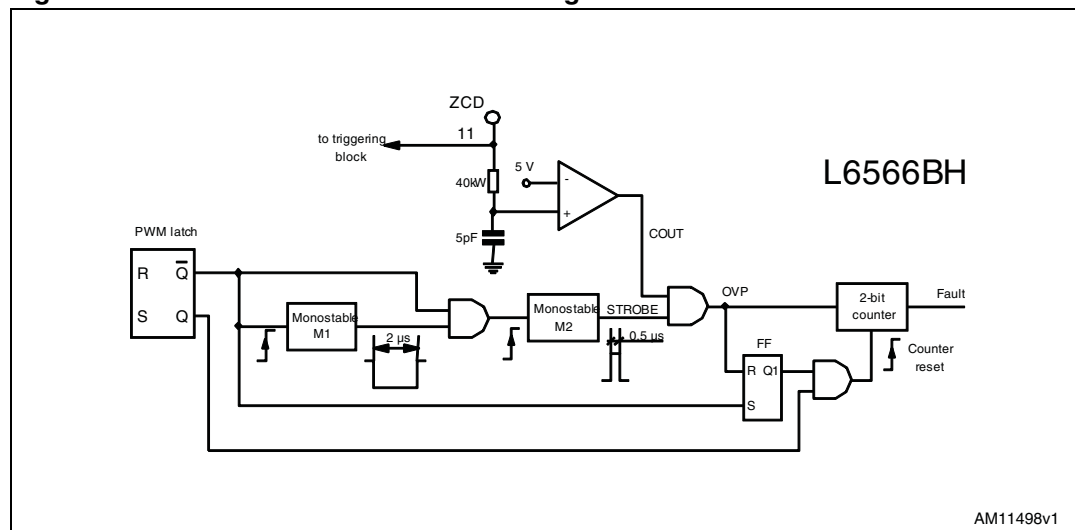 ZCD
11
to triggering
block
5 V
40kW
-
+
5pF
L6566BH
COUT
PWM latch
R Q
S Q
Monostable
M1
2 µs
Monostable
M2
STROBE
0.5 µs
OVP
2-bit
counter
Fault
FF
R Q1
S
Counter
reset
AM11498v1